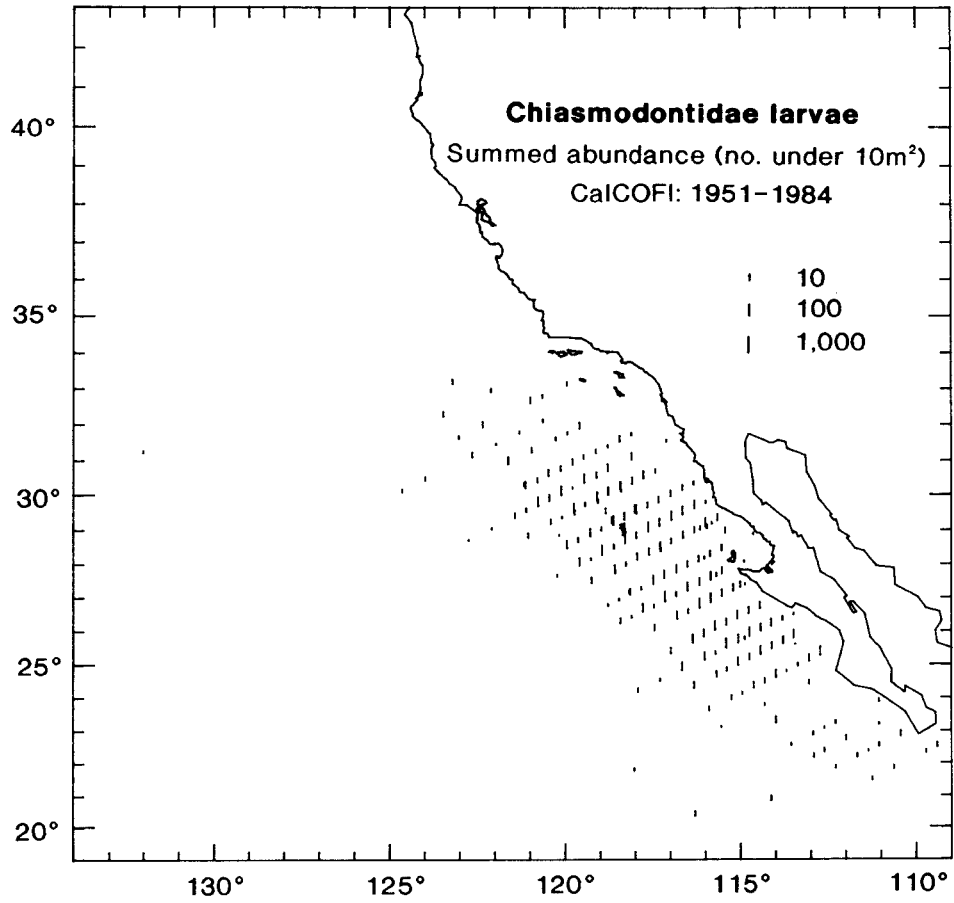 Chiasmodontidae larvae
Summed abundance (no. under 10m²)
CalCOFI: 1951-1984
10
100
1,000
40°
35°
30°
25°
20°
130° 125° 120° 115° 110°